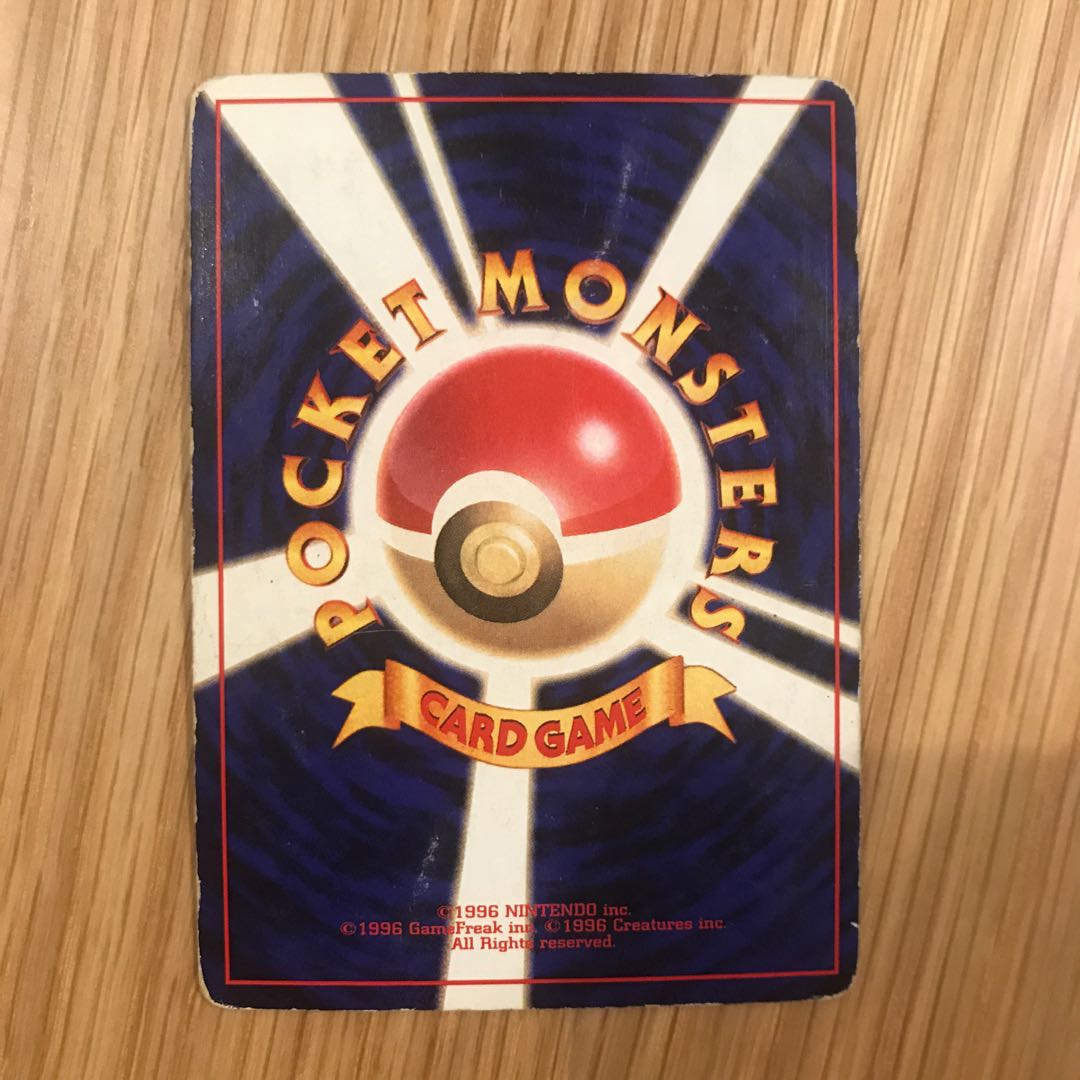 POCKET MONSTERS
CARD GAME
©1996 NINTENDO inc.
©1996 GameFreak inc. ©1996 Creatures inc.
All Rights reserved.